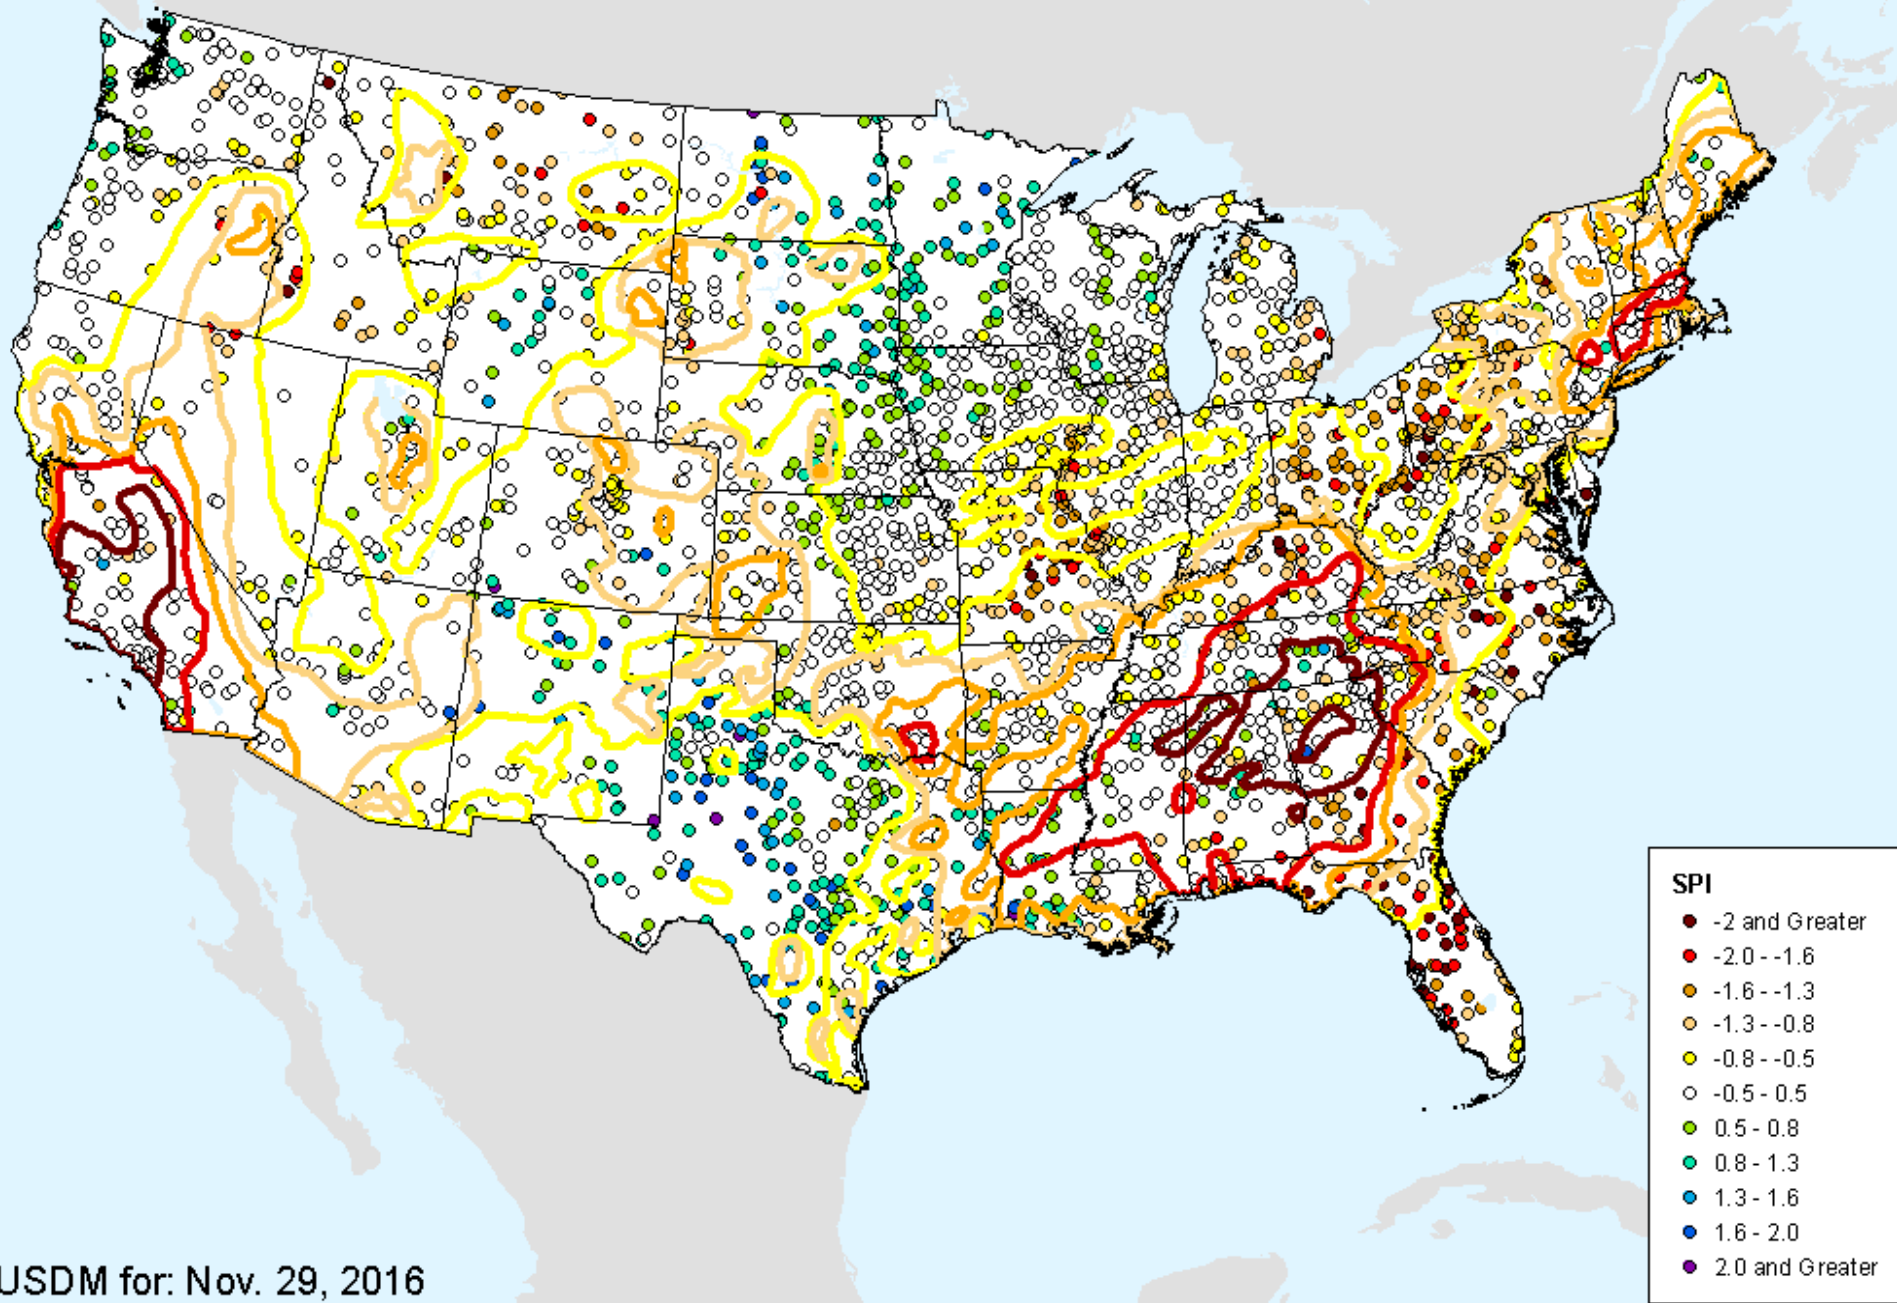 SPI
-2 and Greater
-2.0 - -1.6
-1.6 - -1.3
-1.3 - -0.8
-0.8 - -0.5
-0.5 - 0.5
0.5 - 0.8
0.8 - 1.3
1.3 - 1.6
1.6 - 2.0
2.0 and Greater
USDM for: Nov. 29, 2016